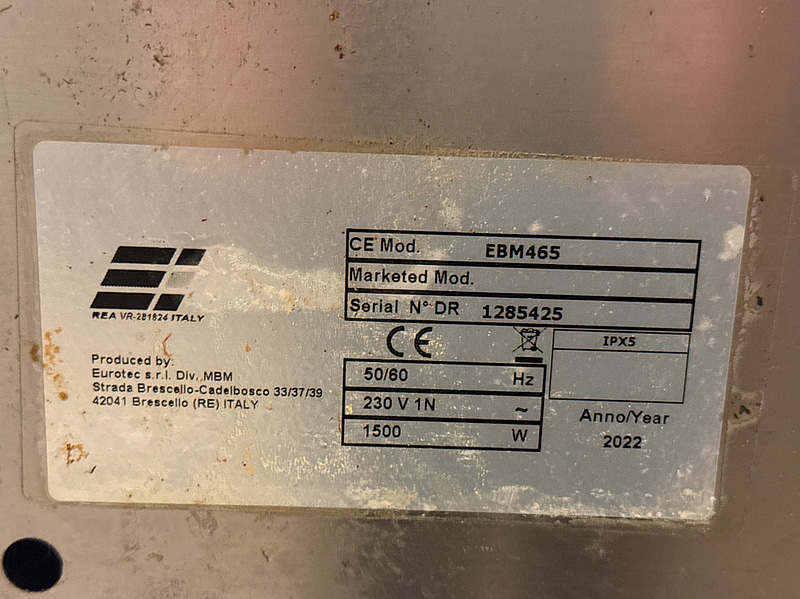 REA VR-281824 ITALY
Produced by:
Eurotec s.r.l. Div. MBM
Strada Brescello-Cadelbosco 33/37/39
42041 Brescello (RE) ITALY
CE Mod. EBM465
Marketed Mod.
Serial N° DR 1285425
CE
50/60 Hz
230 V 1N ~
1500 W
IPX5
Anno/Year
2022